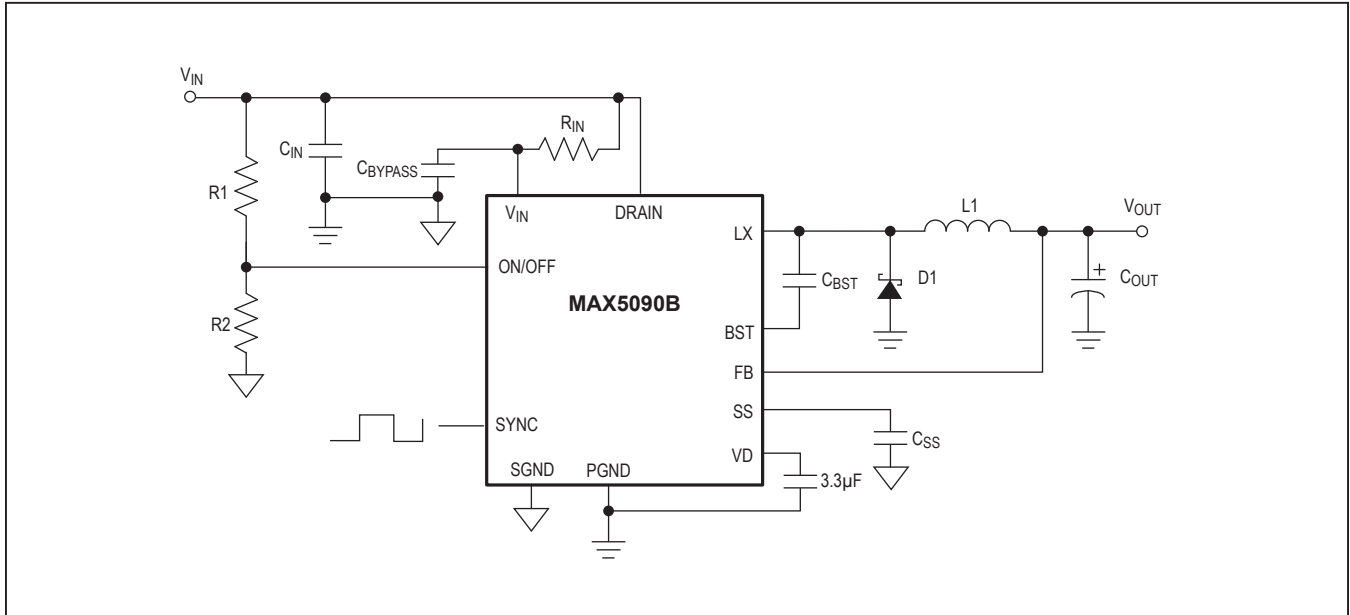 VIN
RIN
CIN
CBYPASS
R1
VIN
DRAIN
L1
VOUT
LX
ON/OFF
CBST
D1
+
COUT
MAX5090B
R2
BST
FB
SS
SYNC
CSS
VD
SGND
PGND
3.3µF